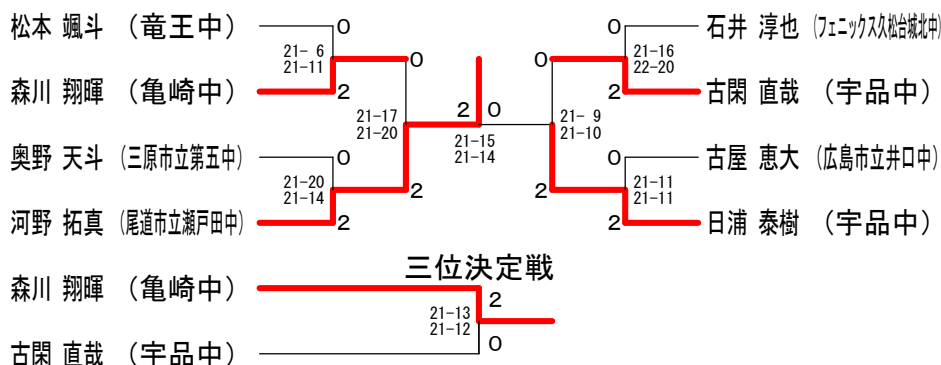 松本 颯斗 (竜王中)
0
21- 6
21-11
森川 翔暉 (亀崎中)
2
0
21-17
21-20
奥野 天斗 (三原市立第五中)
0
21-20
21-14
河野 拓真 (尾道市立瀬戸田中)
2
2
2
0
21-15
21-14
0
石井 淳也 (フェニックス久松台城北中)
21-16
22-20
0
2
古閑 直哉 (宇品中)
21- 9
21-10
0
古屋 恵大 (広島市立井口中)
21-11
21-11
2
2
日浦 泰樹 (宇品中)
三位決定戦
森川 翔暉 (亀崎中)
2
21-13
21-12
0
古閑 直哉 (宇品中)